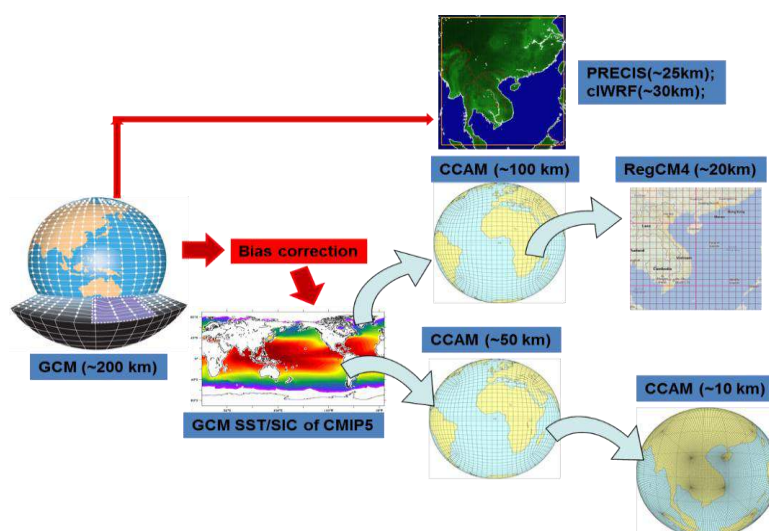 PRECIS(~25km);
clWRF(~30km);
CCAM (~100 km)
RegCM4 (~20km)
Bias correction
GCM (~200 km)
CCAM (~50 km)
GCM SST/SIC of CMIP5
CCAM (~10 km)